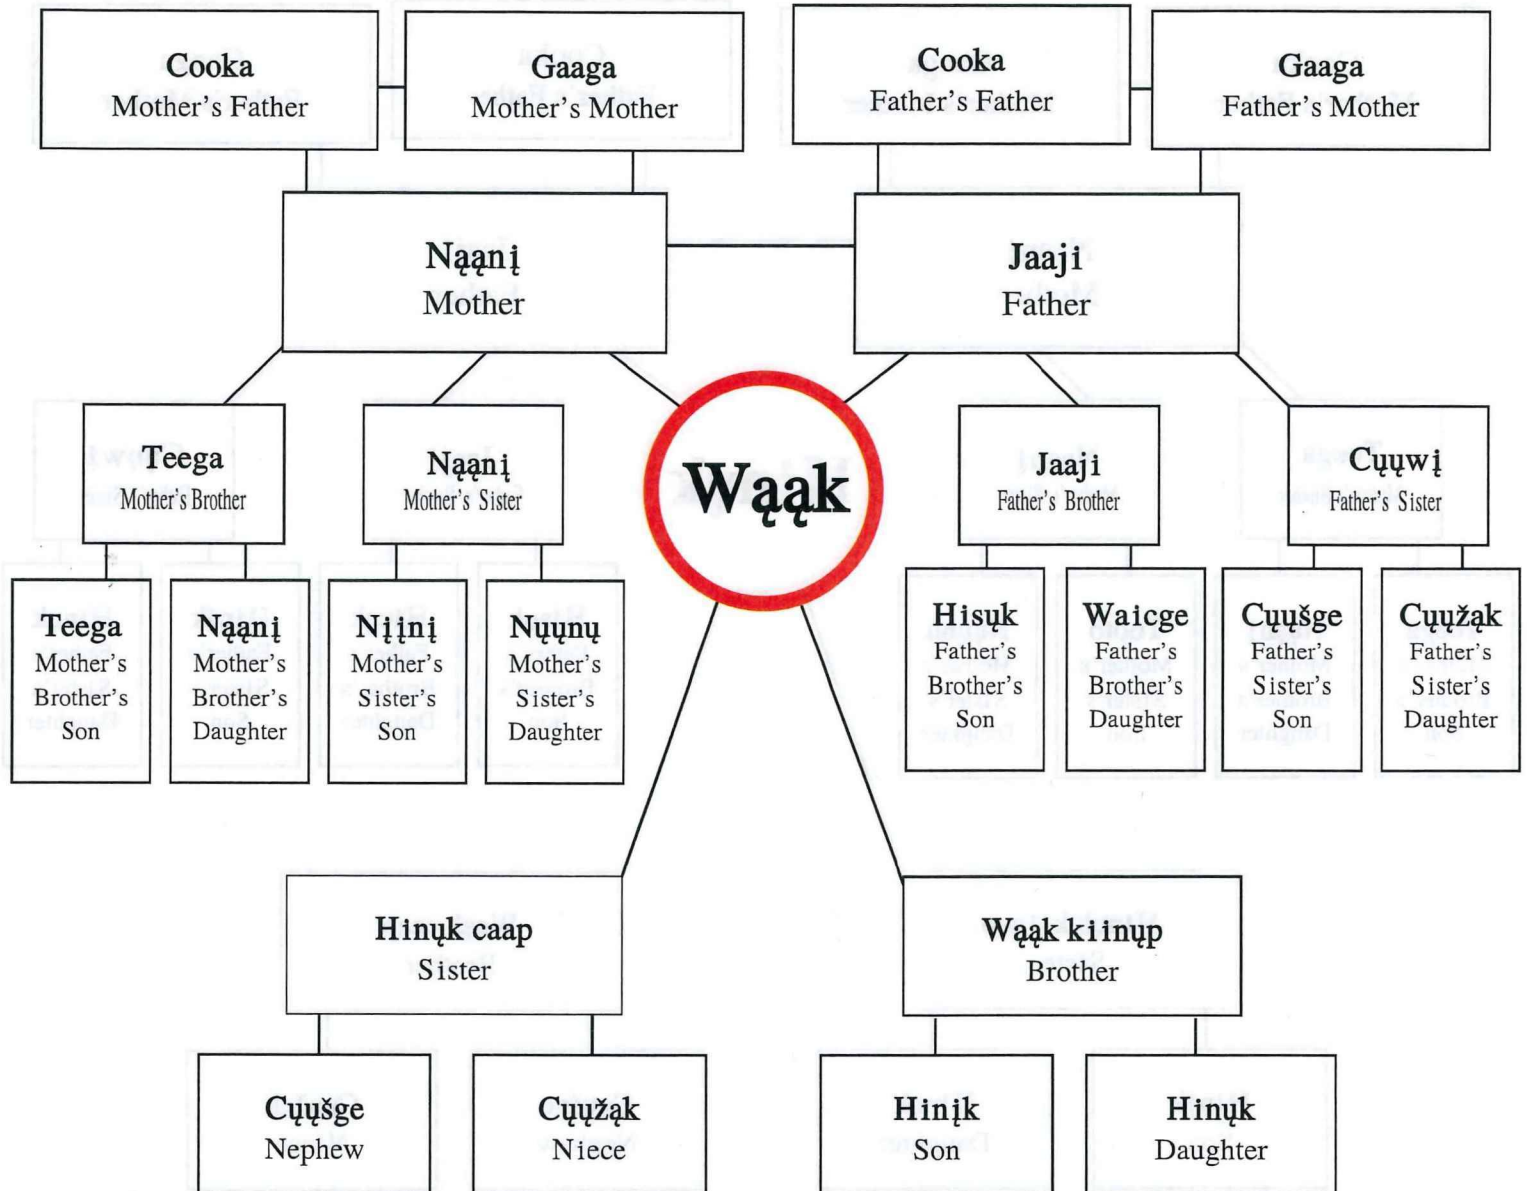 Cooka
Mother's Father
Gaaga
Mother's Mother
Cooka
Father's Father
Gaaga
Father's Mother
Nąąnį
Mother
Jaaji
Father
Teega
Mother's Brother
Nąąnį
Mother's Sister
Wąąk
Jaaji
Father's Brother
Cųųwį
Father's Sister
Teega
Mother's
Brother's
Son
Nąąnį
Mother's
Brother's
Daughter
Nįįnį
Mother's
Sister's
Son
Nųųnų
Mother's
Sister's
Daughter
Hisųk
Father's
Brother's
Son
Waicge
Father's
Brother's
Daughter
Cųųšge
Father's
Sister's
Son
Cųųžąk
Father's
Sister's
Daughter
Hinųk caap
Sister
Wąąk kiinųp
Brother
Cųųšge
Nephew
Cųųžąk
Niece
Hinįk
Son
Hinųk
Daughter